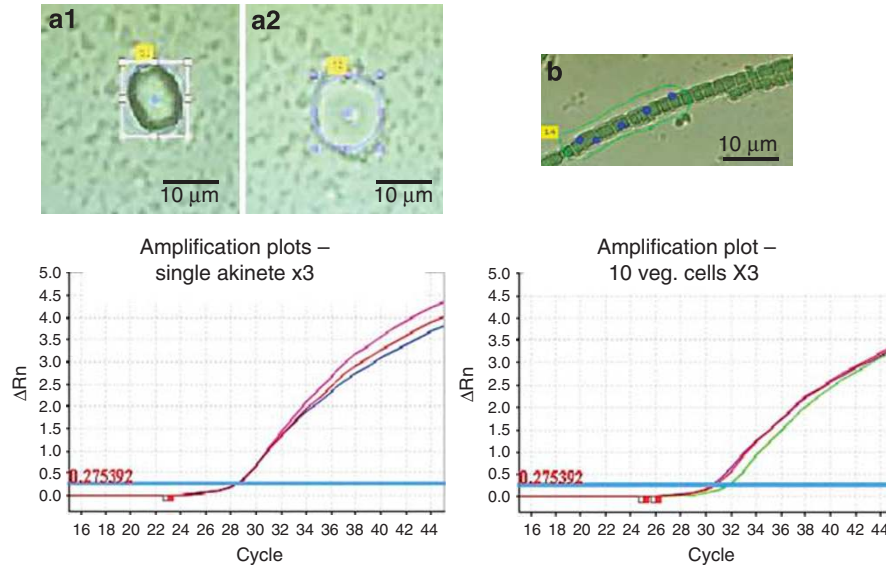 a1
a2
b
10 μm
10 μm
10 μm
Amplification plots –
single akinete x3
5.0
4.5
4.0
3.5
3.0
2.5
2.0
1.5
1.0
0.5
0.0
ΔRn
0.275392
16 18 20 22 24 26 28 30 32 34 36 38 40 42 44
Cycle
Amplification plot –
10 veg. cells X3
5.0
4.5
4.0
3.5
3.0
2.5
2.0
1.5
1.0
0.5
0.0
ΔRn
0.275392
16 18 20 22 24 26 28 30 32 34 36 38 40 42 44
Cycle